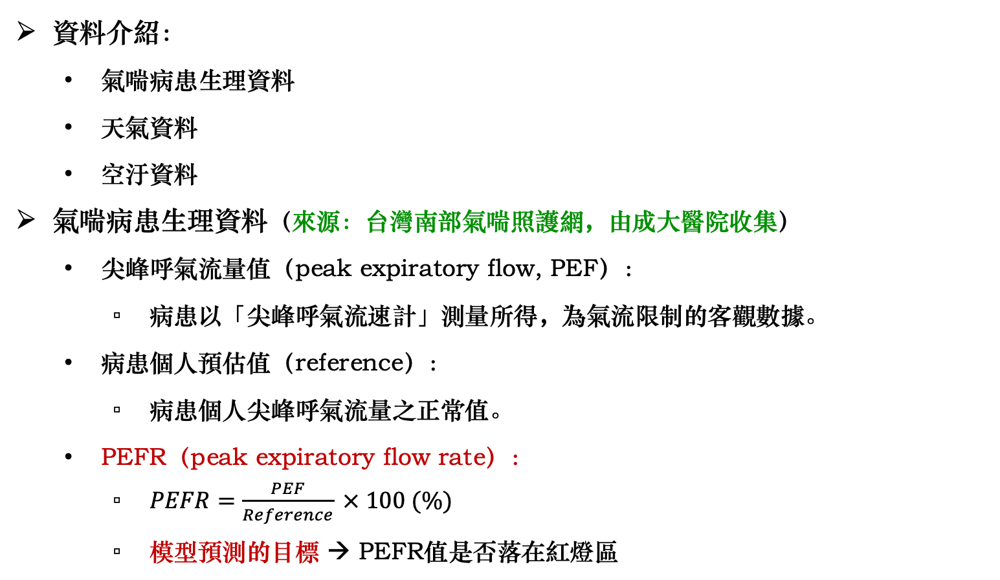 ➢ 資料介紹：
• 氣喘病患生理資料
• 天氣資料
• 空汙資料
➢ 氣喘病患生理資料（來源：台灣南部氣喘照護網，由成大醫院收集）
• 尖峰呼氣流量值（peak expiratory flow, PEF）：
▫ 病患以「尖峰呼氣流速計」測量所得，為氣流限制的客觀數據。
• 病患個人預估值（reference）：
▫ 病患個人尖峰呼氣流量之正常值。
• PEFR（peak expiratory flow rate）：
▫ PEFR = PEF / Reference × 100 (%)
▫ 模型預測的目標 → PEFR值是否落在紅燈區